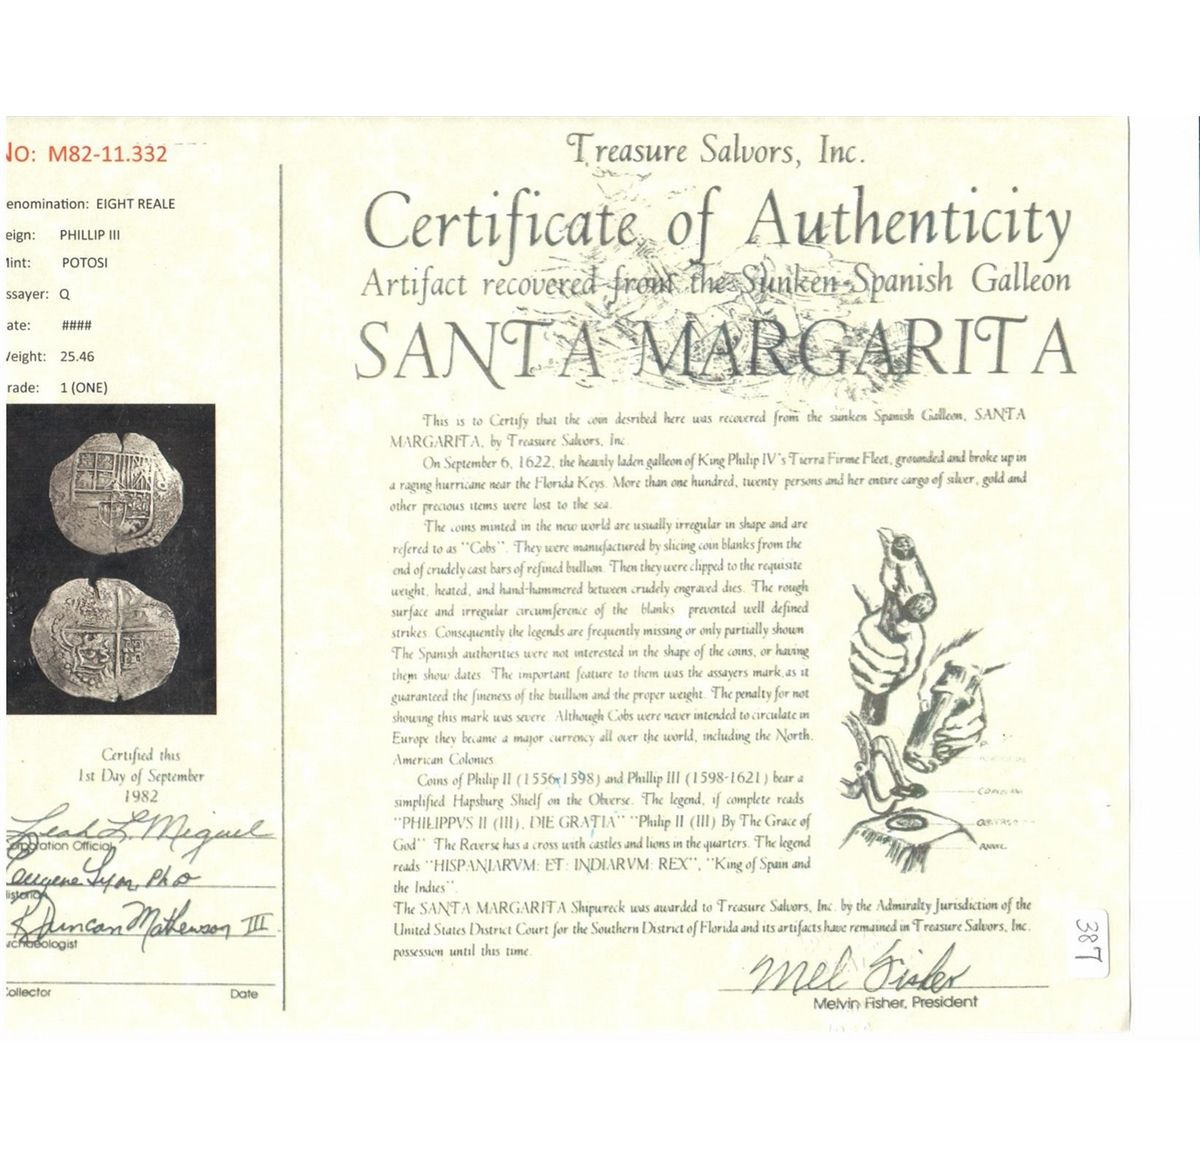 NO: M82-11.332
enomination: EIGHT REALE
eign: PHILLIP III
int: POTOSI
ssayer: Q
ate: ####
eight: 25.46
rade: 1 (ONE)
Certified this
1st Day of September
1982
Leah L. Miguel
orporation Official
Eugene Lyon, PhD
istorian
R Duncan Mathewson III
rchaeologist
ollector Date
Treasure Salvors, Inc.
Certificate of Authenticity
Artifact recovered from the Sunken Spanish Galleon
SANTA MARGARITA
This is to Certify that the coin desribed here was recovered from the sunken Spanish Galleon, SANTA
MARGARITA, by Treasure Salvors, Inc.
On September 6, 1622, the heavily laden galleon of King Philip IV's Tierra Firme Fleet, grounded and broke up in
a raging hurricane near the Florida Keys. More than one hundred, twenty persons and her entire cargo of silver, gold and
other precious items were lost to the sea.
The coins minted in the new world are usually irregular in shape and are
refered to as "Cobs". They were manufactured by slicing coin blanks from the
end of crudely cast bars of refined bullion. Then they were clipped to the requisite
weight, heated, and hand-hammered between crudely engraved dies. The rough
surface and irregular circumference of the blanks prevented well defined
strikes. Consequently the legends are frequently missing or only partially shown.
The Spanish authorities were not interested in the shape of the coins, or having
them show dates. The important feature to them was the assayers mark, as it
guaranteed the fineness of the buillion and the proper weight. The penalty for not
showing this mark was severe. Although Cobs were never intended to circulate in
Europe they became a major currency all over the world, including the North.
American Colonies
Coins of Philip II (1556-1598) and Phillip III (1598-1621) bear a
simplified Hapsburg Shielf on the Obverse. The legend, if complete reads
"PHILIPPVS II (III), DIE GRATIA" "Philip II (III) By The Grace of
God" The Reverse has a cross with castles and lions in the quarters. The legend
reads "HISPANIARVM: ET: INDIARVM: REX", "King of Spain and
the Indies".
The SANTA MARGARITA Shipwreck was awarded to Treasure Salvors, Inc. by the Admiralty Jurisdiction of the
United States District Court for the Southern District of Florida and its artifacts have remained in Treasure Salvors, Inc.
possession until this time.
ANVIL
387
Mel Fisher
Melvin Fisher, President